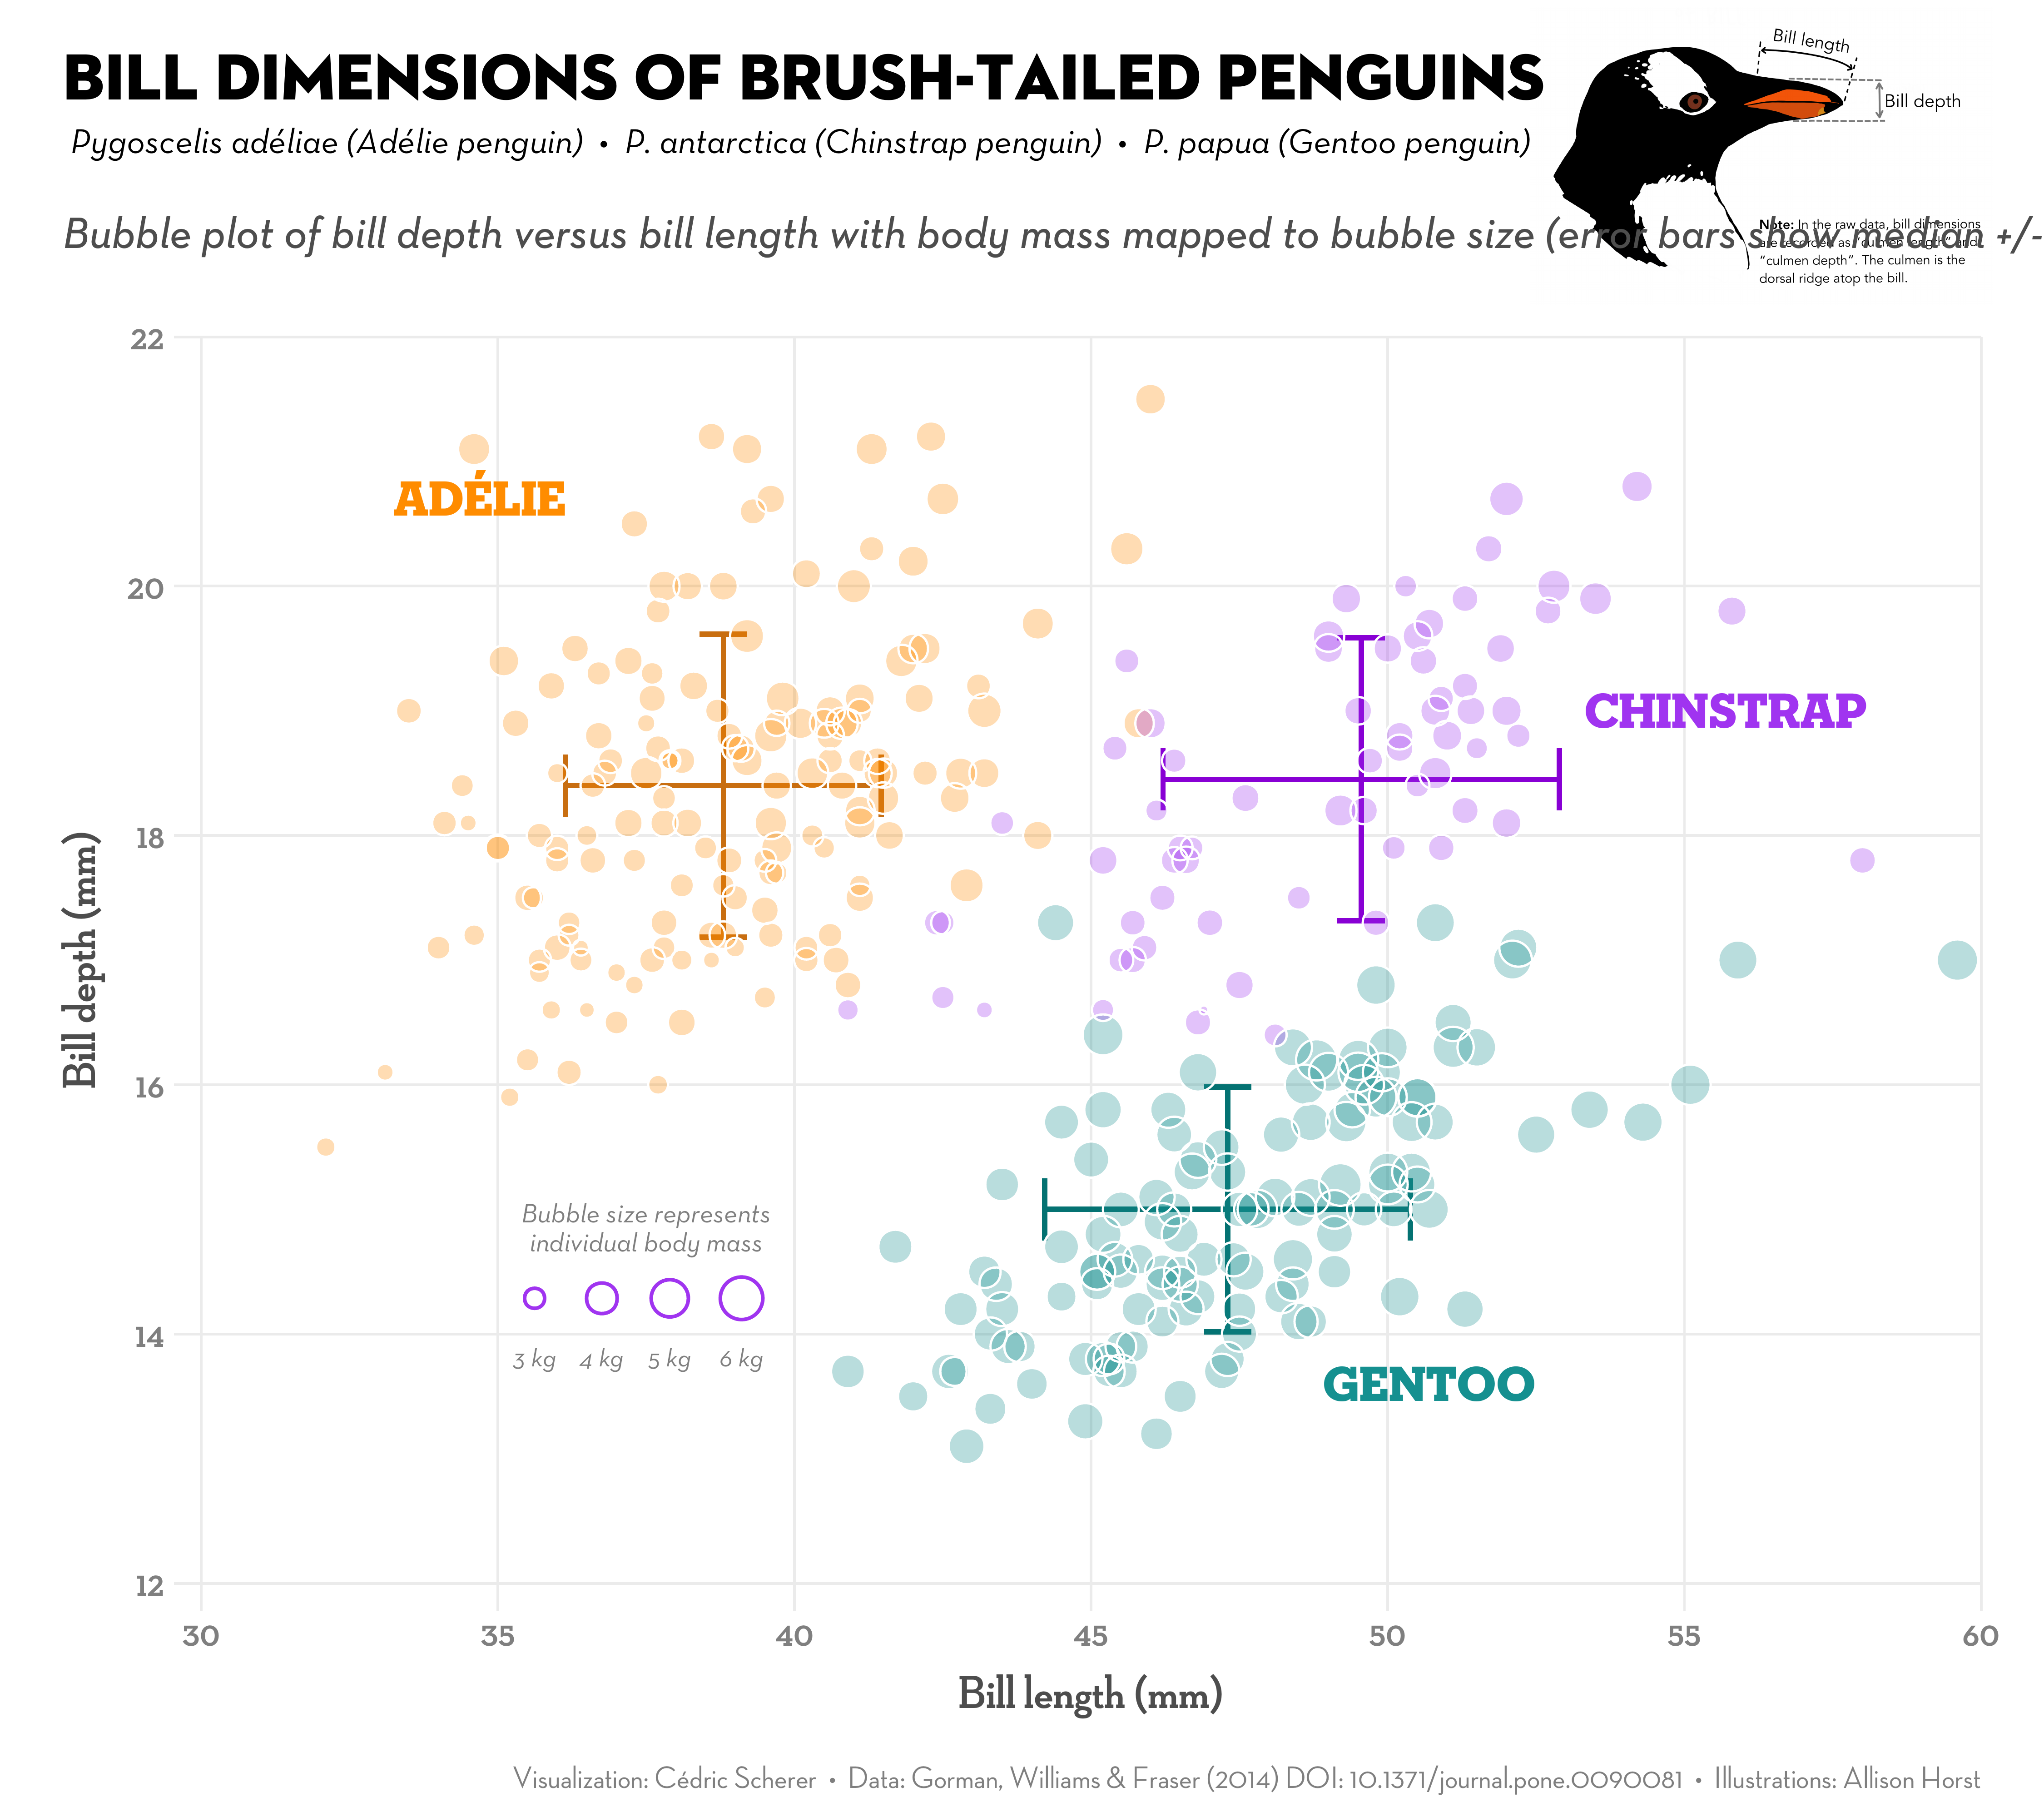 BILL DIMENSIONS OF BRUSH-TAILED PENGUINS
Pygoscelis adéliae (Adélie penguin) • P. antarctica (Chinstrap penguin) • P. papua (Gentoo penguin)
Bill length
Bill depth
Bubble plot of bill depth versus bill length with body mass mapped to bubble size (error bars show median +/-
Note: In the raw data, bill dimensions
are recorded as "culmen length" and
"culmen depth". The culmen is the
dorsal ridge atop the bill.
22
20
18
16
14
12
Bill depth (mm)
ADÉLIE
CHINSTRAP
GENTOO
Bubble size represents
individual body mass
3 kg 4 kg 5 kg 6 kg
30 35 40 45 50 55 60
Bill length (mm)
Visualization: Cédric Scherer • Data: Gorman, Williams & Fraser (2014) DOI: 10.1371/journal.pone.0090081 • Illustrations: Allison Horst